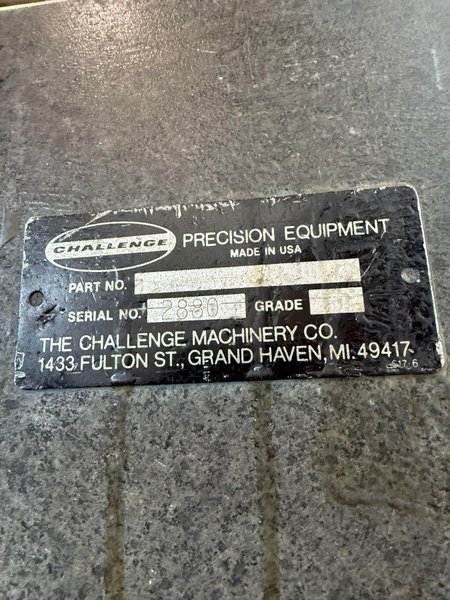 CHALLENGE
PRECISION EQUIPMENT
MADE IN USA
PART NO.
SERIAL NO. 2880 GRADE
THE CHALLENGE MACHINERY CO.
1433 FULTON ST., GRAND HAVEN, MI. 49417